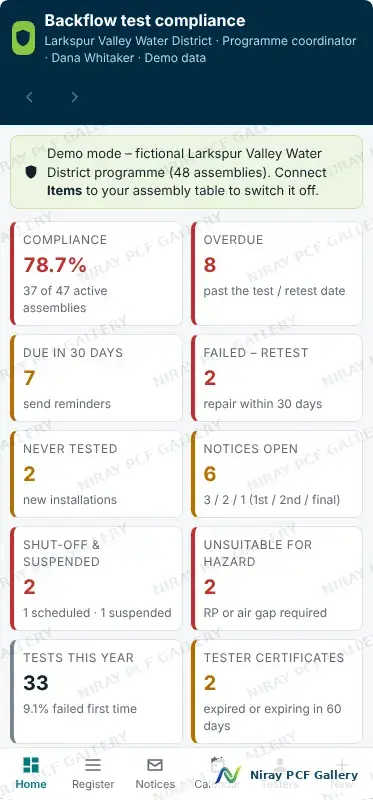 Backflow test compliance
Larkspur Valley Water District · Programme coordinator
· Dana Whitaker · Demo data
Demo mode – fictional Larkspur Valley Water
District programme (48 assemblies). Connect
Items to your assembly table to switch it off.
COMPLIANCE
78.7%
37 of 47 active
assemblies
OVERDUE
8
past the test / retest date
DUE IN 30 DAYS
7
send reminders
FAILED – RETEST
2
repair within 30 days
NEVER TESTED
2
new installations
NOTICES OPEN
6
3 / 2 / 1 (1st / 2nd / final)
SHUT-OFF &
SUSPENDED
2
1 scheduled · 1 suspended
UNSUITABLE FOR
HAZARD
2
RP or air gap required
TESTS THIS YEAR
33
9.1% failed first time
TESTER CERTIFICATES
2
expired or expiring in 60
days
Home
Register
Notices
Testers
New
Niray PCF Gallery
NIRAY PCF GALLERY